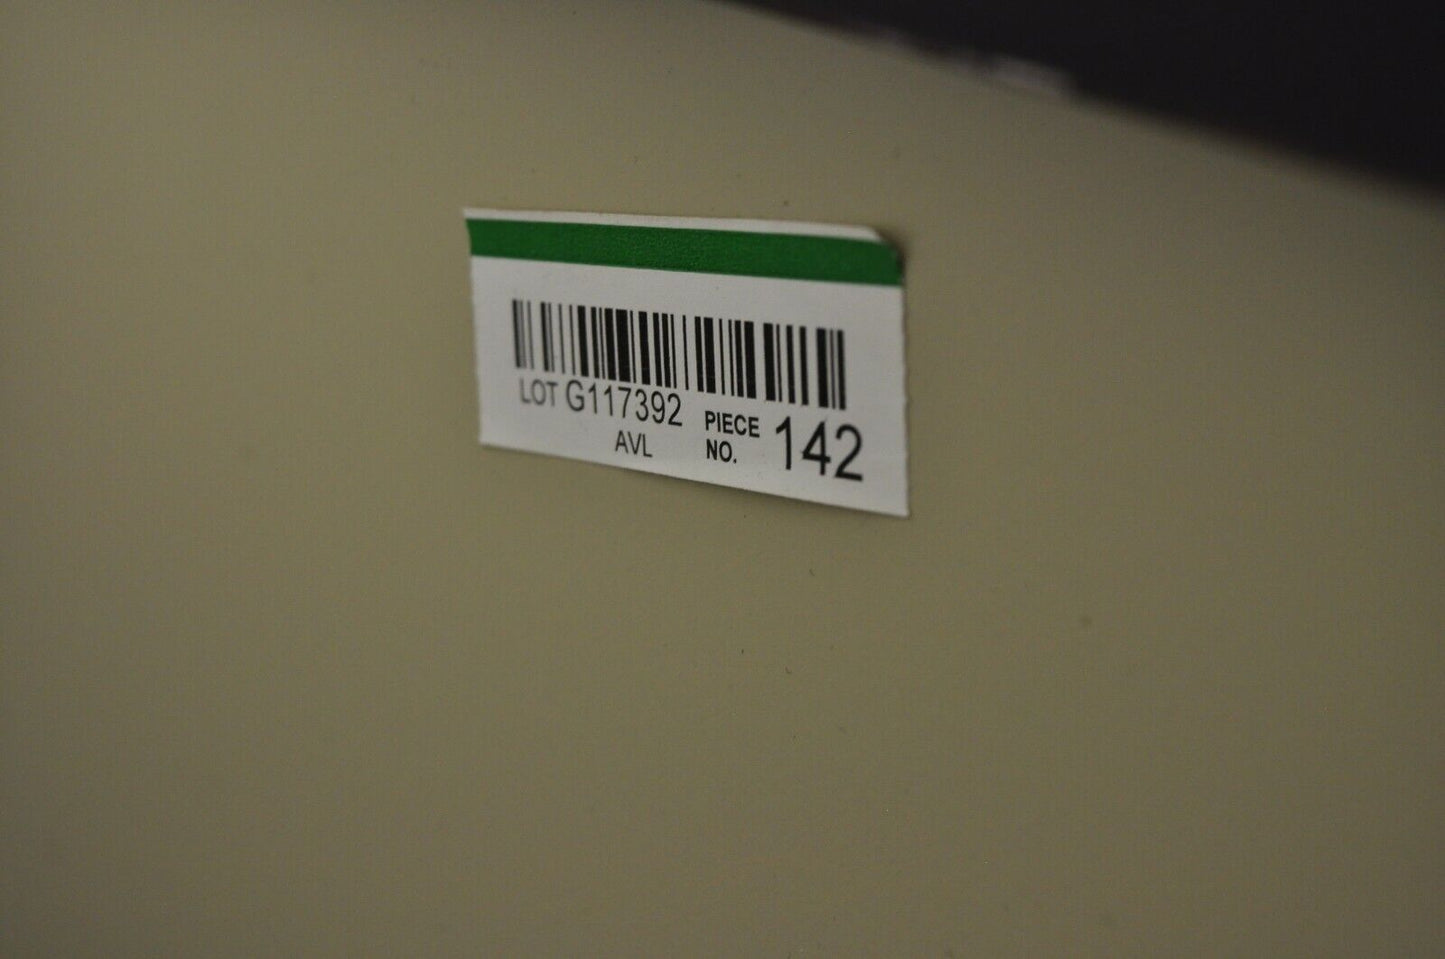 LOT G117392
AVL
PIECE
NO. 142